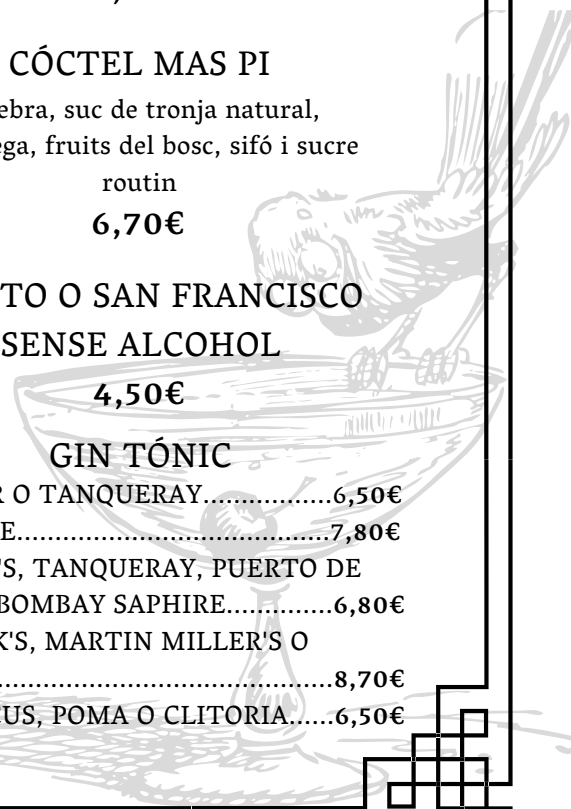 CÓCTEL MAS PI
ebra, suc de tronja natural,
ega, fruits del bosc, sifó i sucre
routin
6,70€
TO O SAN FRANCISCO
SENSE ALCOHOL
4,50€
GIN TÓNIC
R O TANQUERAY.................6,50€
E.........................................7,80€
'S, TANQUERAY, PUERTO DE
BOMBAY SAPHIRE..............6,80€
K'S, MARTIN MILLER'S O
............................................8,70€
CUS, POMA O CLITORIA......6,50€